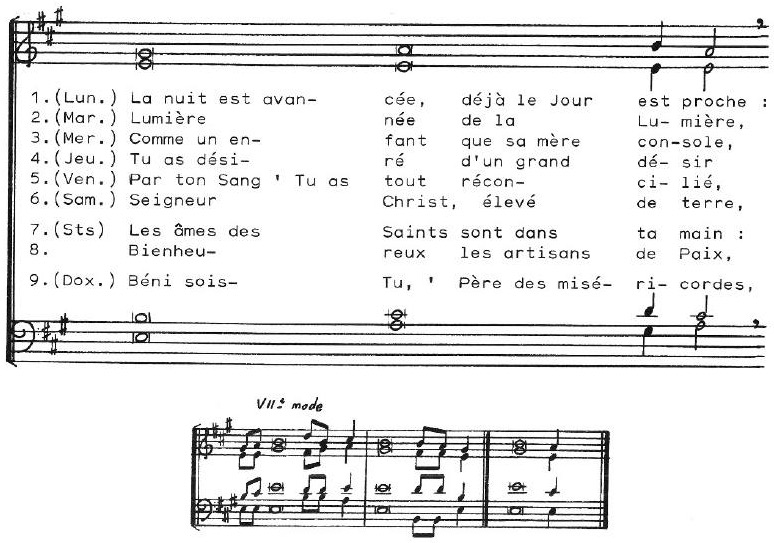 1.(Lun.) La nuit est avan- cée, déjà le Jour est proche :
2.(Mar.) Lumière née de la Lu- mière,
3.(Mer.) Comme un en- fant que sa mère con-sole,
4.(Jeu.) Tu as dési- ré d'un grand dé- sir
5.(Ven.) Par ton Sang ' Tu as tout récon- ci- lié,
6.(Sam.) Seigneur Christ, élevé de terre,
7.(Sts) Les âmes des Saints sont dans ta main :
8. Bienheu- reux les artisans de Paix,
9.(Dox.) Béni sois- Tu, ' Père des misé- ri- cordes,
VII.e mode